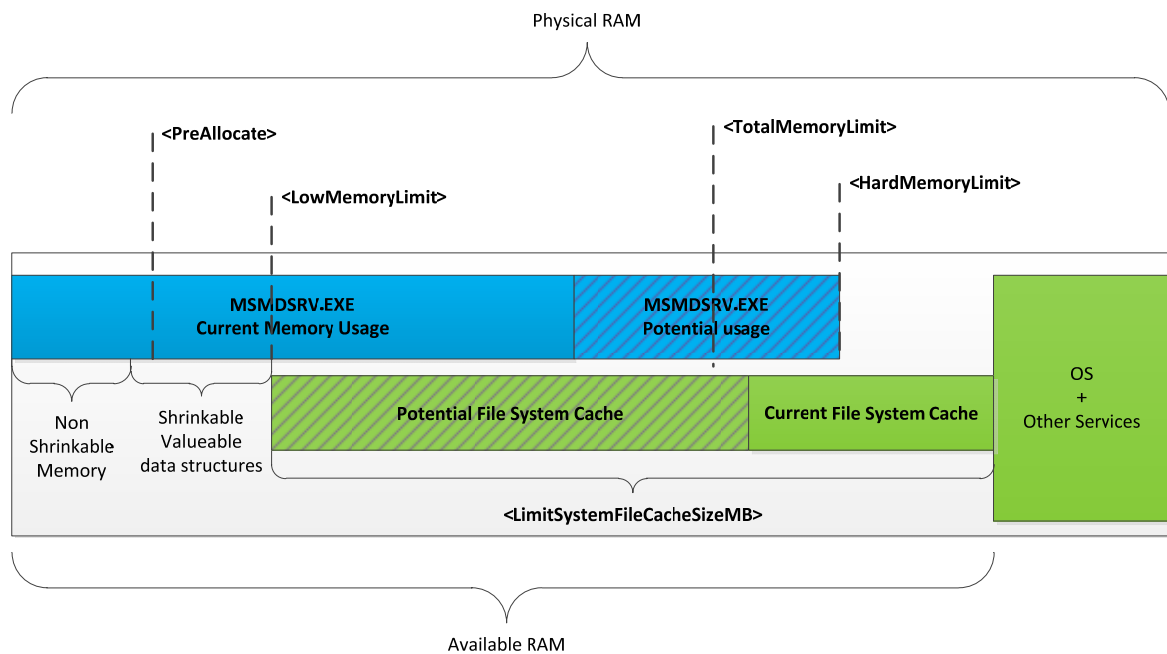 Physical RAM
<PreAllocate>
<TotalMemoryLimit>
<LowMemoryLimit>
<HardMemoryLimit>
MSMDSRV.EXE
Current Memory Usage
MSMDSRV.EXE
Potential usage
Non
Shrinkable
Memory
Shrinkable
Valueable
data structures
Potential File System Cache
Current File System Cache
OS
+
Other Services
<LimitSystemFileCacheSizeMB>
Available RAM